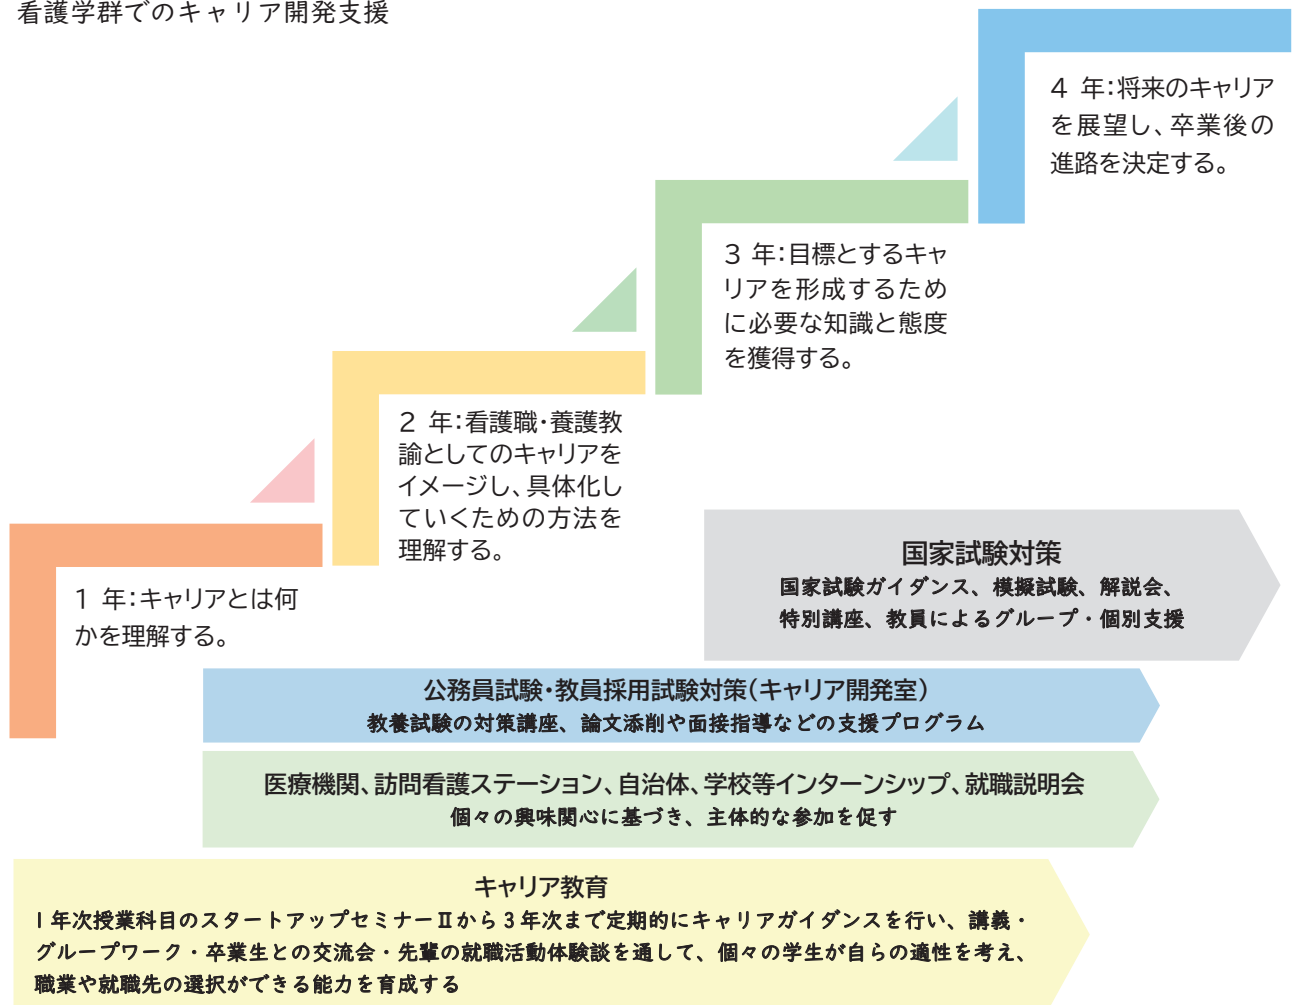 看護学群でのキャリア開発支援
4 年：将来のキャリア
を展望し、卒業後の
進路を決定する。
3 年：目標とするキャ
リアを形成するため
に必要な知識と態度
を獲得する。
2 年：看護職・養護教
諭としてのキャリアを
イメージし、具体化し
ていくための方法を
理解する。
1 年：キャリアとは何
かを理解する。
国家試験対策
国家試験ガイダンス、模擬試験、解説会、
特別講座、教員によるグループ・個別支援
公務員試験・教員採用試験対策（キャリア開発室）
教養試験の対策講座、論文添削や面接指導などの支援プログラム
医療機関、訪問看護ステーション、自治体、学校等インターンシップ、就職説明会
個々の興味関心に基づき、主体的な参加を促す
キャリア教育
1年次授業科目のスタートアップセミナーⅡから3年次まで定期的にキャリアガイダンスを行い、講義・
グループワーク・卒業生との交流会・先輩の就職活動体験談を通して、個々の学生が自らの適性を考え、
職業や就職先の選択ができる能力を育成する